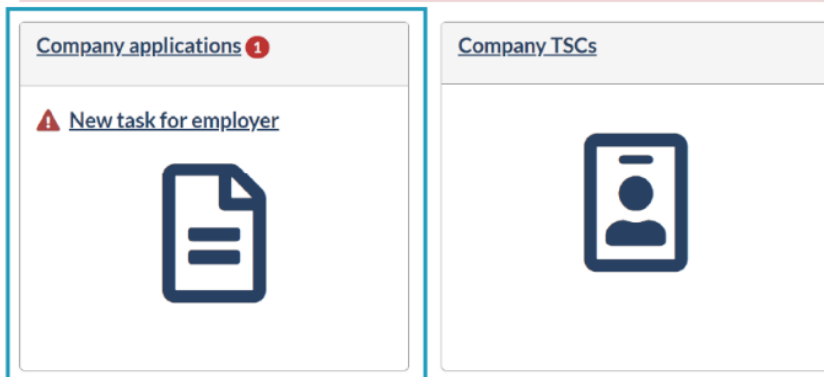 Company applications 1
Company TSCs
New task for employer